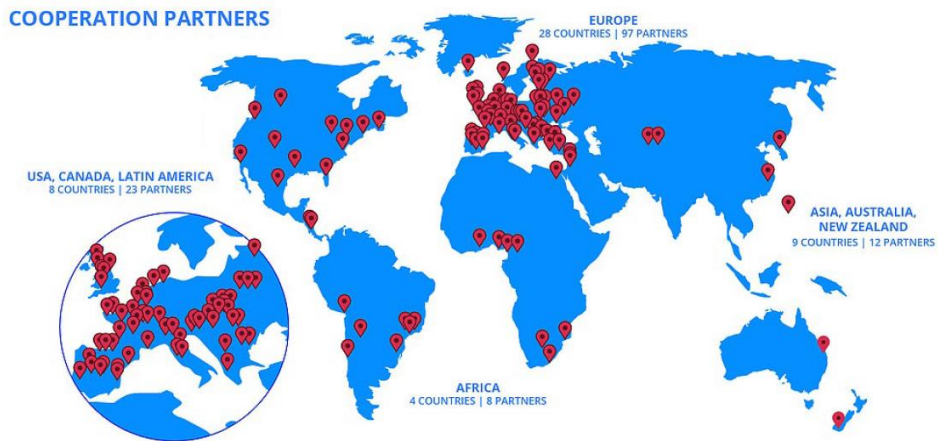 COOPERATION PARTNERS
EUROPE
28 COUNTRIES | 97 PARTNERS
USA, CANADA, LATIN AMERICA
8 COUNTRIES | 23 PARTNERS
ASIA, AUSTRALIA,
NEW ZEALAND
9 COUNTRIES | 12 PARTNERS
AFRICA
4 COUNTRIES | 8 PARTNERS